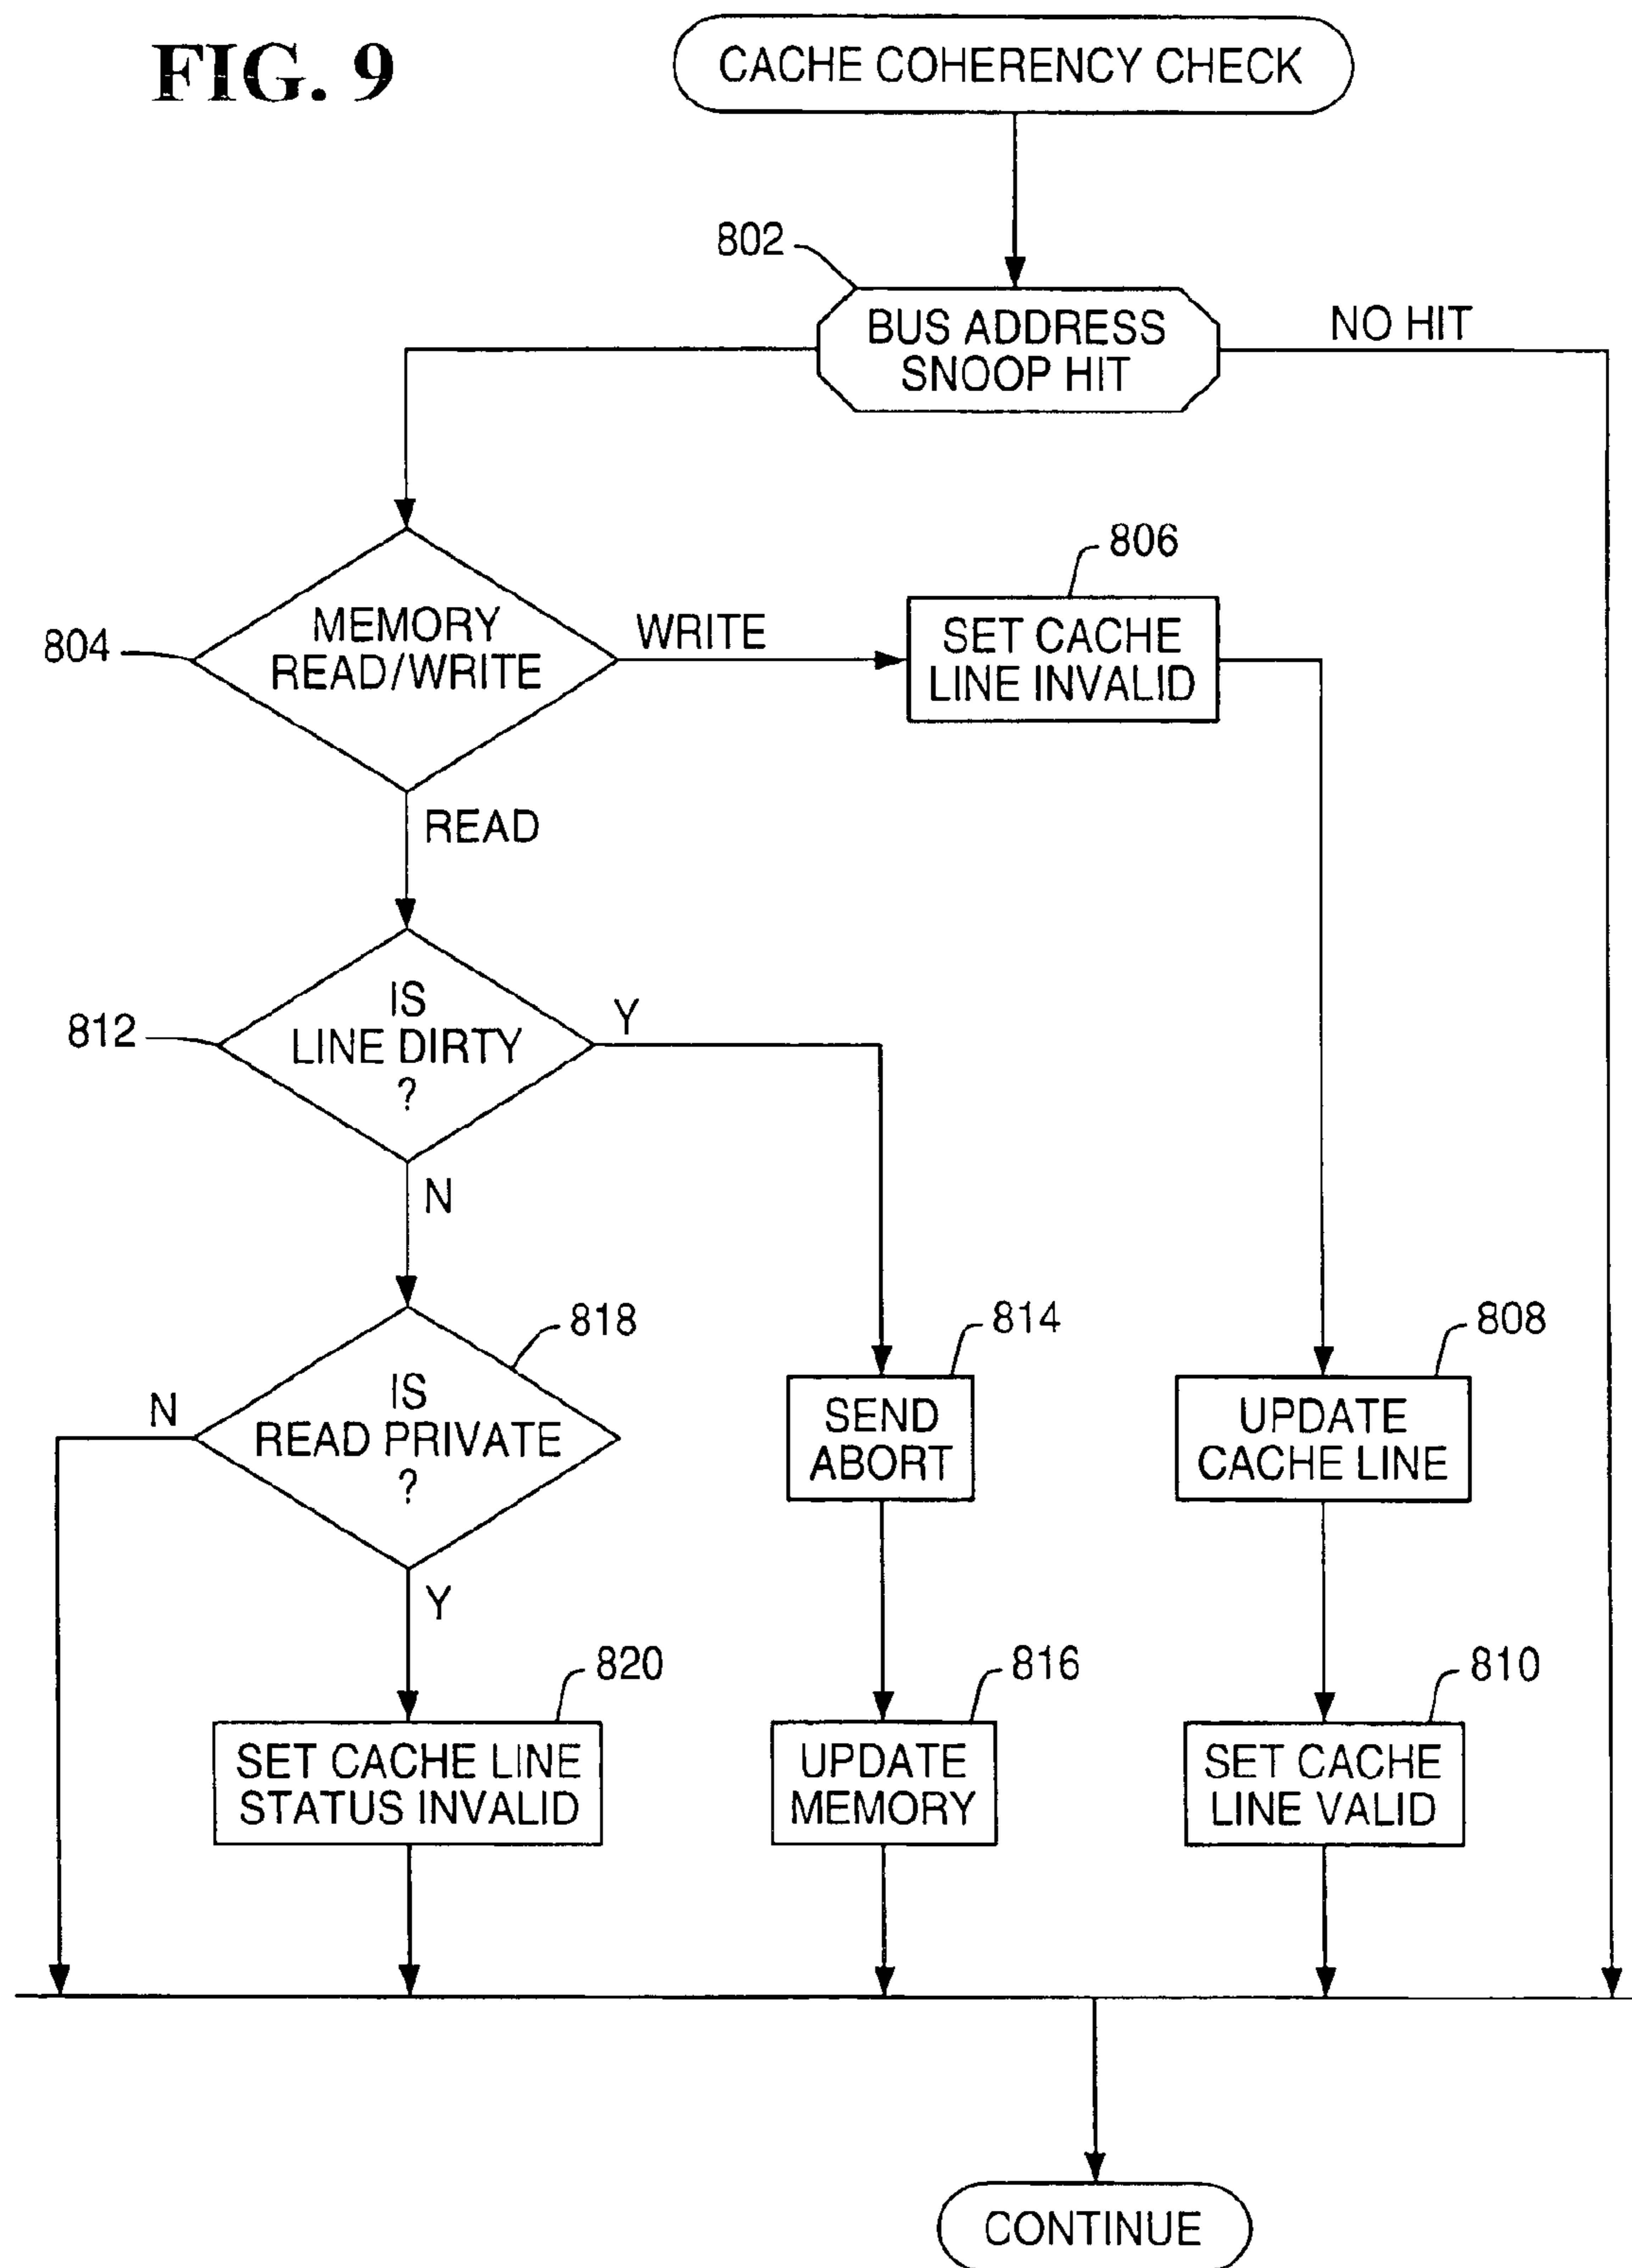 FIG. 9
CACHE COHERENCY CHECK
802
BUS ADDRESS
SNOOP HIT
NO HIT
804
MEMORY
READ/WRITE
WRITE
806
SET CACHE
LINE INVALID
READ
812
IS
LINE DIRTY
?
Y
N
818
IS
READ PRIVATE
?
N
Y
814
SEND
ABORT
808
UPDATE
CACHE LINE
820
SET CACHE LINE
STATUS INVALID
816
UPDATE
MEMORY
810
SET CACHE
LINE VALID
CONTINUE